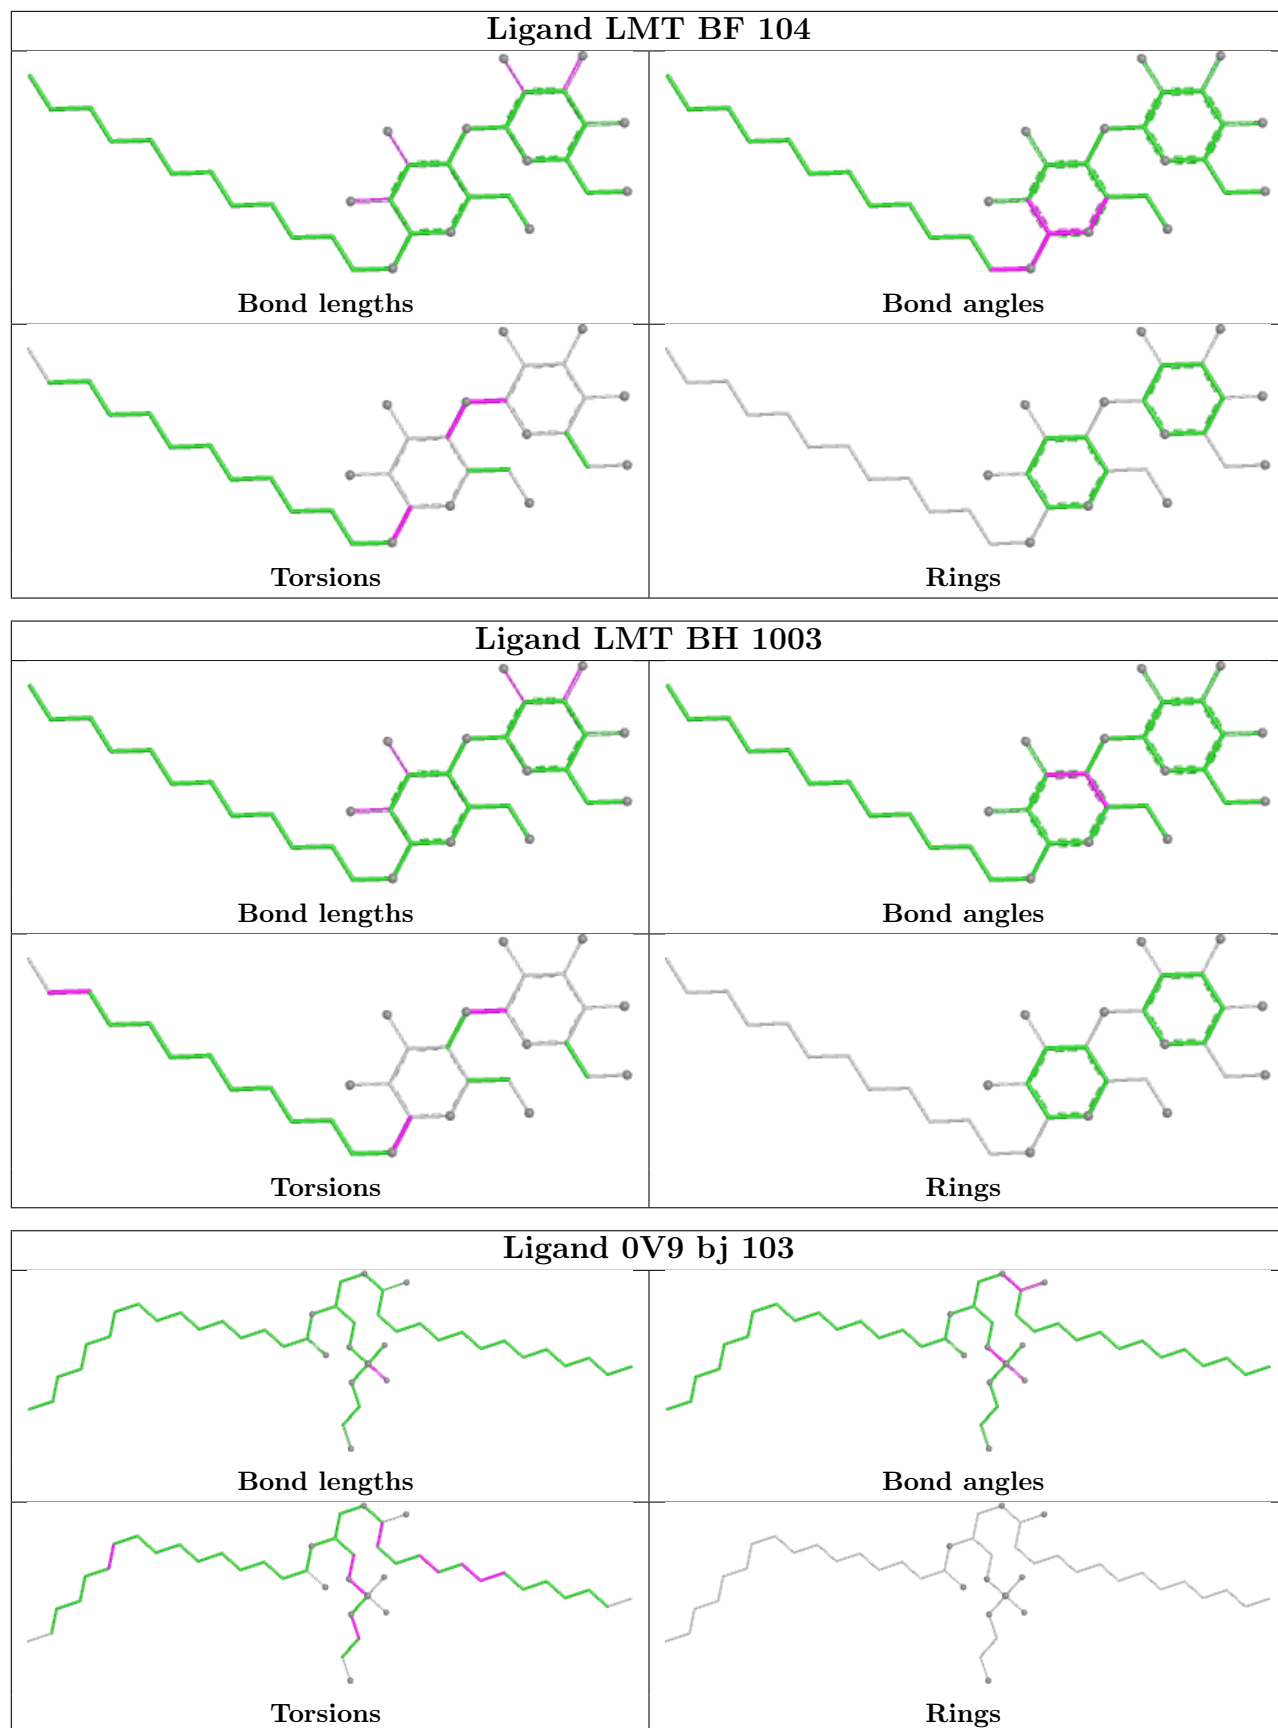 Ligand LMT BF 104
Bond lengths
Bond angles
Torsions
Rings
Ligand LMT BH 1003
Bond lengths
Bond angles
Torsions
Rings
Ligand 0V9 bj 103
Bond lengths
Bond angles
Torsions
Rings